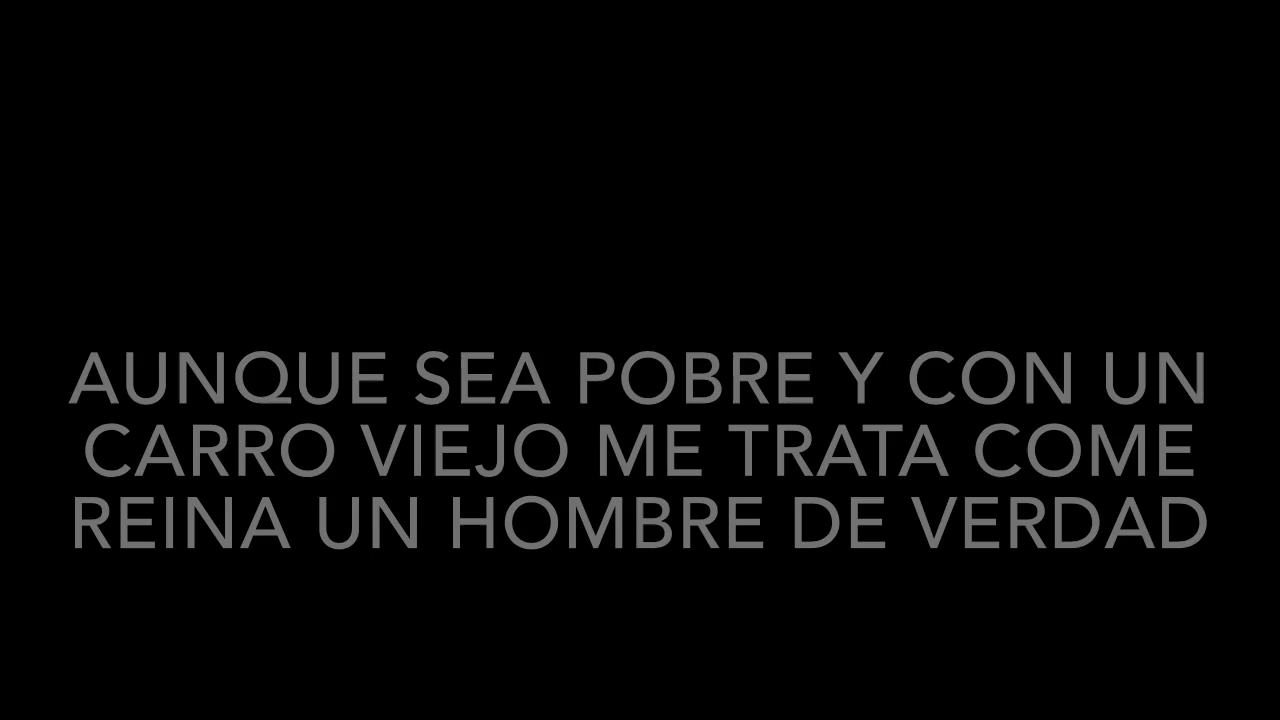 AUNQUE SEA POBRE Y CON UN
CARRO VIEJO ME TRATA COME
REINA UN HOMBRE DE VERDAD